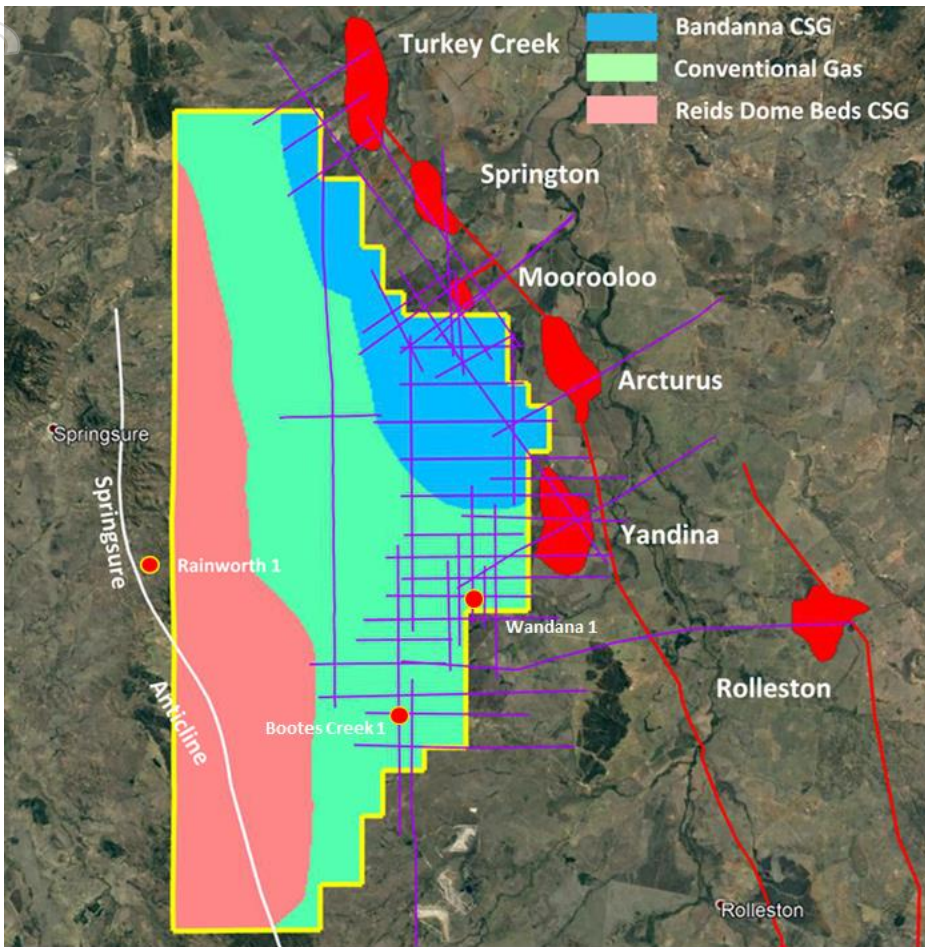 Turkey Creek
Bandanna CSG
Conventional Gas
Reids Dome Beds CSG
Springton
Moorooloo
Arcturus
Springsure
Springsure
Yandina
Rainworth 1
Wandana 1
Rolleston
Anticline
Bootes Creek 1
Rolleston